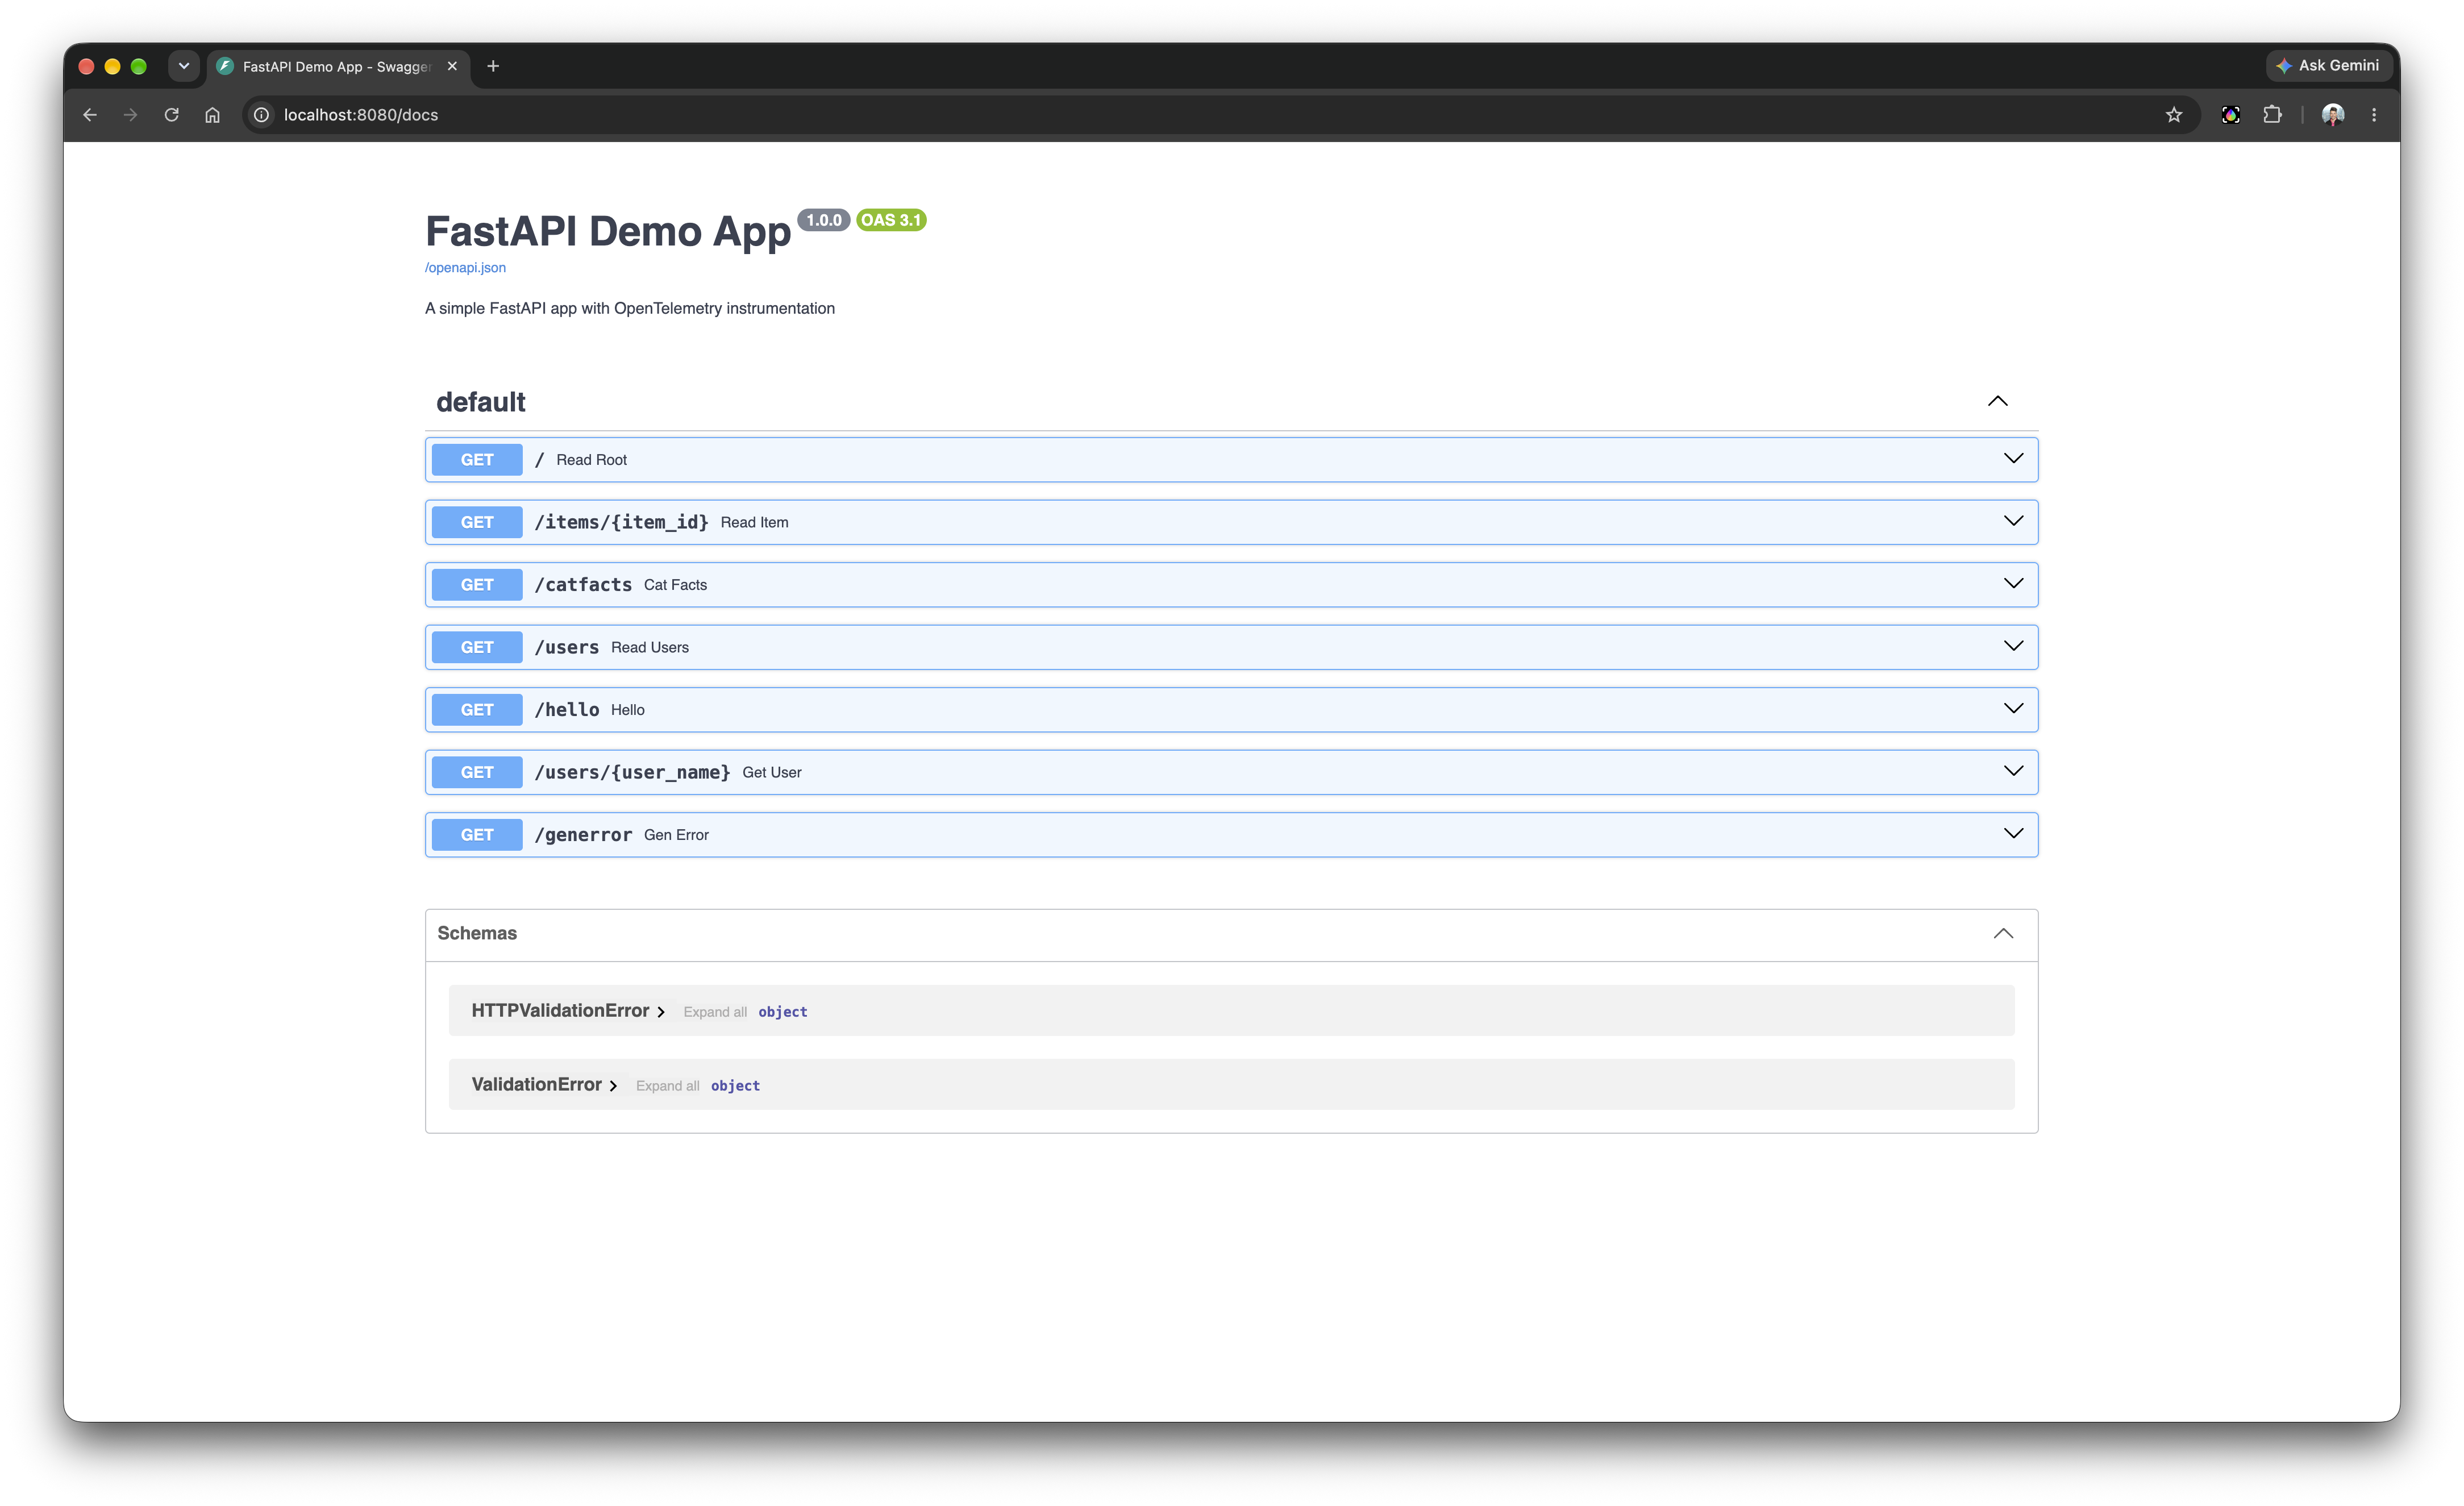 FastAPI Demo App - Swagger
Ask Gemini
localhost:8080/docs
FastAPI Demo App 1.0.0 OAS 3.1
/openapi.json
A simple FastAPI app with OpenTelemetry instrumentation
default
GET / Read Root
GET /items/{item_id} Read Item
GET /catfacts Cat Facts
GET /users Read Users
GET /hello Hello
GET /users/{user_name} Get User
GET /generror Gen Error
Schemas
HTTPValidationError Expand all object
ValidationError Expand all object